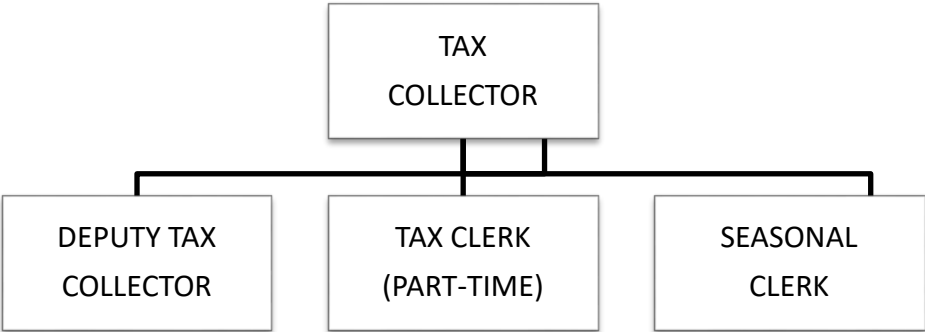 TAX
COLLECTOR
DEPUTY TAX
COLLECTOR
TAX CLERK
(PART-TIME)
SEASONAL
CLERK